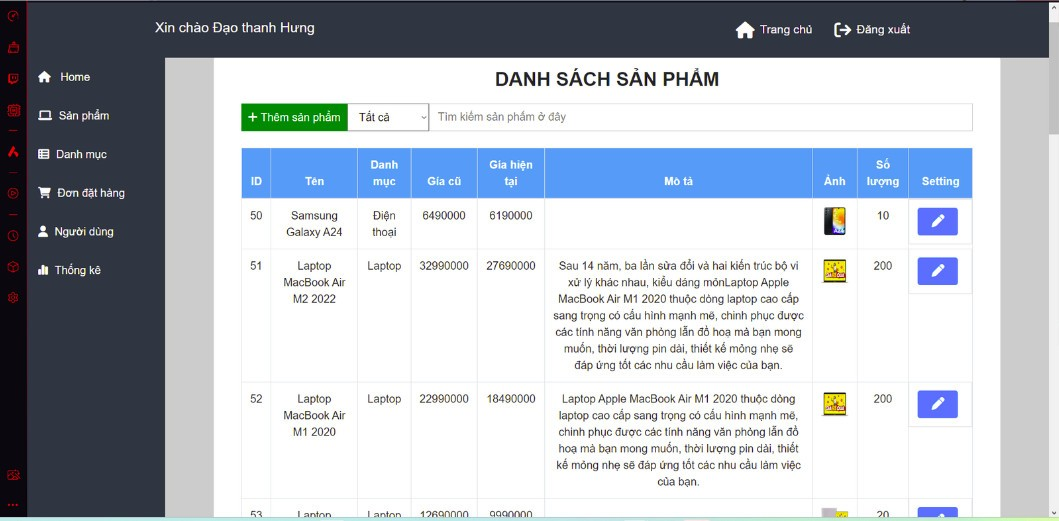 Xin chào Đạo thanh Hưng
Trang chủ
Đăng xuất
Home
Sản phẩm
Danh mục
Đơn đặt hàng
Người dùng
Thống kê
DANH SÁCH SẢN PHẨM
+ Thêm sản phẩm
Tất cả
Tìm kiếm sản phẩm ở đây
ID
Tên
Danh
mục
Gía cũ
Gía hiện
tại
Mô tả
Ảnh
Số
lượng
Setting
50
Samsung
Galaxy A24
Điện
thoại
6490000
6190000
10
51
Laptop
MacBook Air
M2 2022
Laptop
32990000
27690000
Sau 14 năm, ba lần sửa đổi và hai kiến trúc bộ vi
xử lý khác nhau, kiểu dáng mónLaptop Apple
MacBook Air M1 2020 thuộc dòng laptop cao cấp
sang trọng có cấu hình mạnh mẽ, chinh phục được
các tính năng văn phòng lẫn đồ hoạ mà bạn mong
muốn, thời lượng pin dài, thiết kế mỏng nhẹ sẽ
đáp ứng tốt các nhu cầu làm việc của bạn.
200
52
Laptop
MacBook Air
M1 2020
Laptop
22990000
18490000
Laptop Apple MacBook Air M1 2020 thuộc dòng
laptop cao cấp sang trọng có cấu hình mạnh mẽ,
chinh phục được các tính năng văn phòng lẫn đồ
hoạ mà bạn mong muốn, thời lượng pin dài, thiết
kế mỏng nhẹ sẽ đáp ứng tốt các nhu cầu làm việc
của bạn.
200
53
Laptop
Laptop
12690000
9990000
20